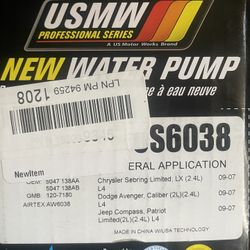 USMW
PROFESSIONAL SERIES
A US Motor Works Brand
NEW WATER PUMP
à eau neuve
LPN PM 94259
1208
US6038
NewItem
ERAL APPLICATION
OEM 5047 138AA
5047 138AB
GMB 120-7180
AIRTEX AW6038
Chrysler Sebring Limited, LX (2.4L) 09-07
L4
Dodge Avenger, Caliber (2L)(2.4L) 09-07
L4
Jeep Compass, Patriot 09-07
Limited(2L)(2.4L) L4
MADE IN CHINA W/USA TECHNOLOGY